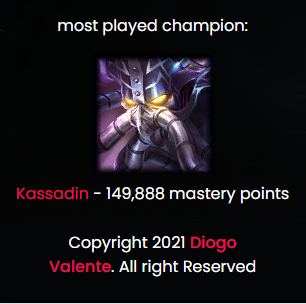 most played champion:
Kassadin - 149,888 mastery points
Copyright 2021 Diogo
Valente. All right Reserved